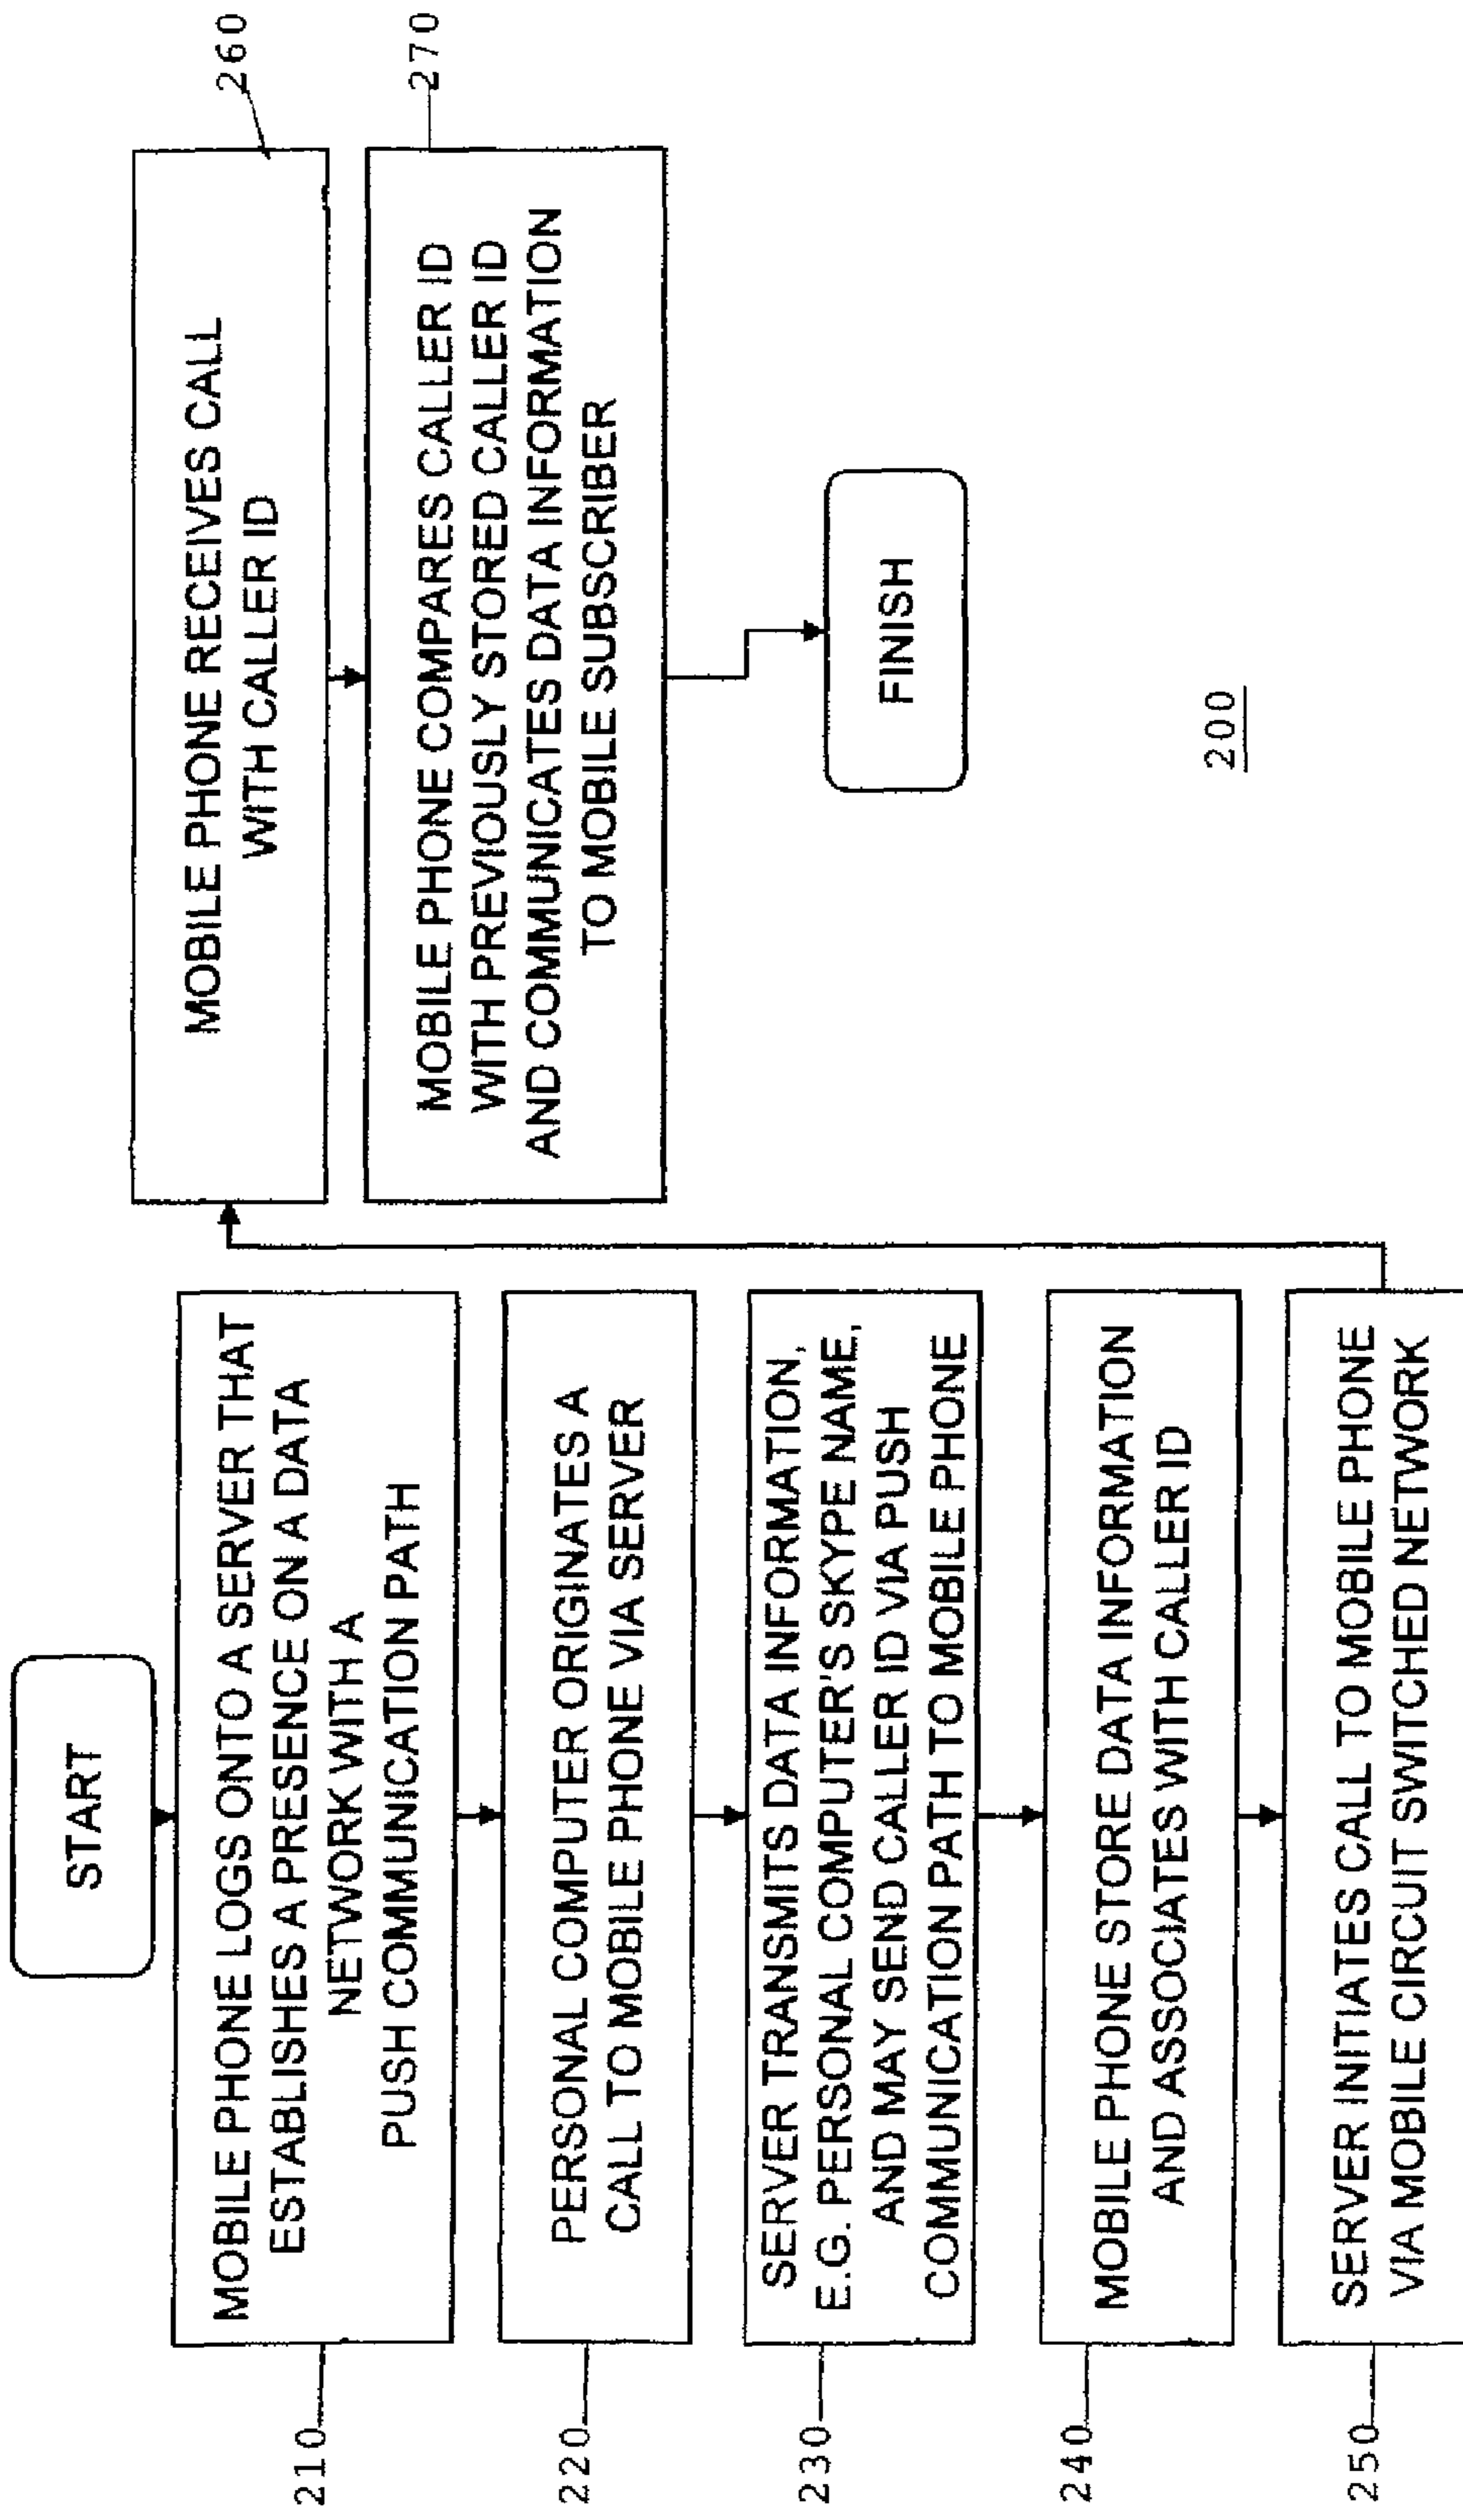 START
210
MOBILE PHONE LOGS ONTO A SERVER THAT
ESTABLISHES A PRESENCE ON A DATA
NETWORK WITH A
PUSH COMMUNICATION PATH
220
PERSONAL COMPUTER ORIGINATES A
CALL TO MOBILE PHONE VIA SERVER
230
SERVER TRANSMITS DATA INFORMATION,
E.G. PERSONAL COMPUTER'S SKYPE NAME,
AND MAY SEND CALLER ID VIA PUSH
COMMUNICATION PATH TO MOBILE PHONE
240
MOBILE PHONE STORE DATA INFORMATION
AND ASSOCIATES WITH CALLER ID
250
SERVER INITIATES CALL TO MOBILE PHONE
VIA MOBILE CIRCUIT SWITCHED NETWORK
260
MOBILE PHONE RECEIVES CALL
WITH CALLER ID
270
MOBILE PHONE COMPARES CALLER ID
WITH PREVIOUSLY STORED CALLER ID
AND COMMUNICATES DATA INFORMATION
TO MOBILE SUBSCRIBER
FINISH
200